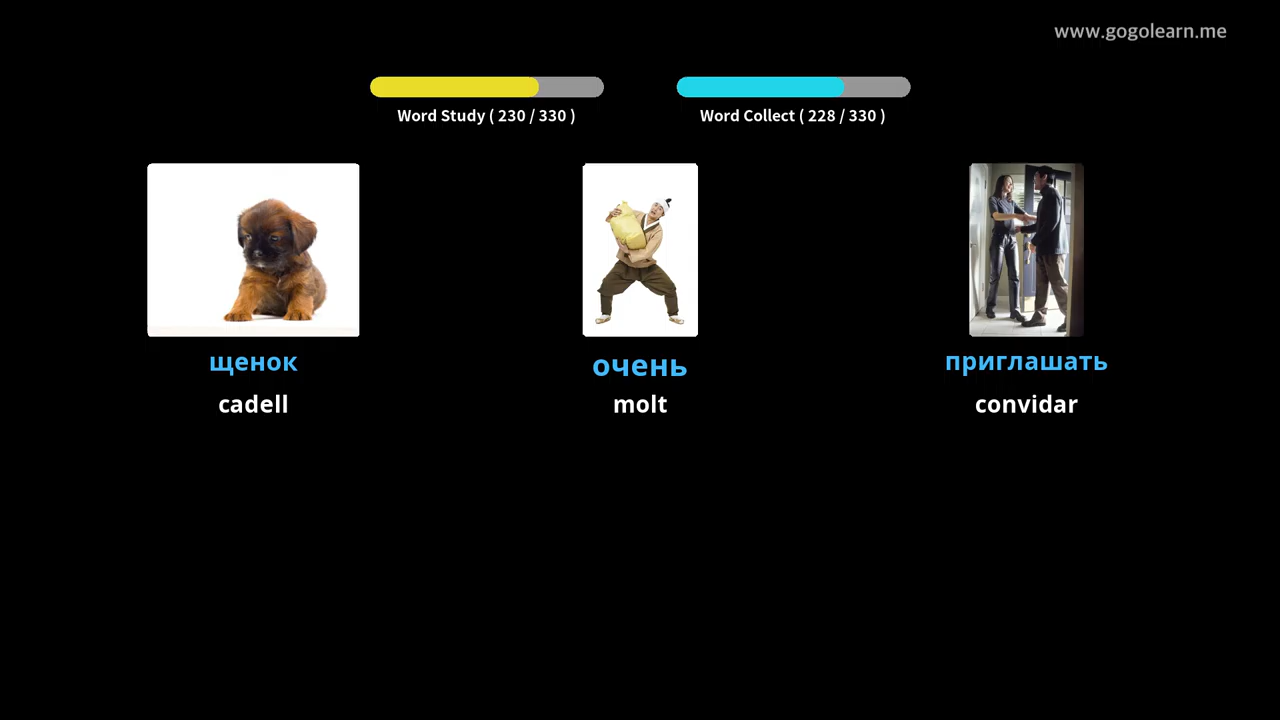 www.gogolearn.me
Word Study ( 230 / 330 )
Word Collect ( 228 / 330 )
щенок
очень
приглашать
cadell
molt
convidar